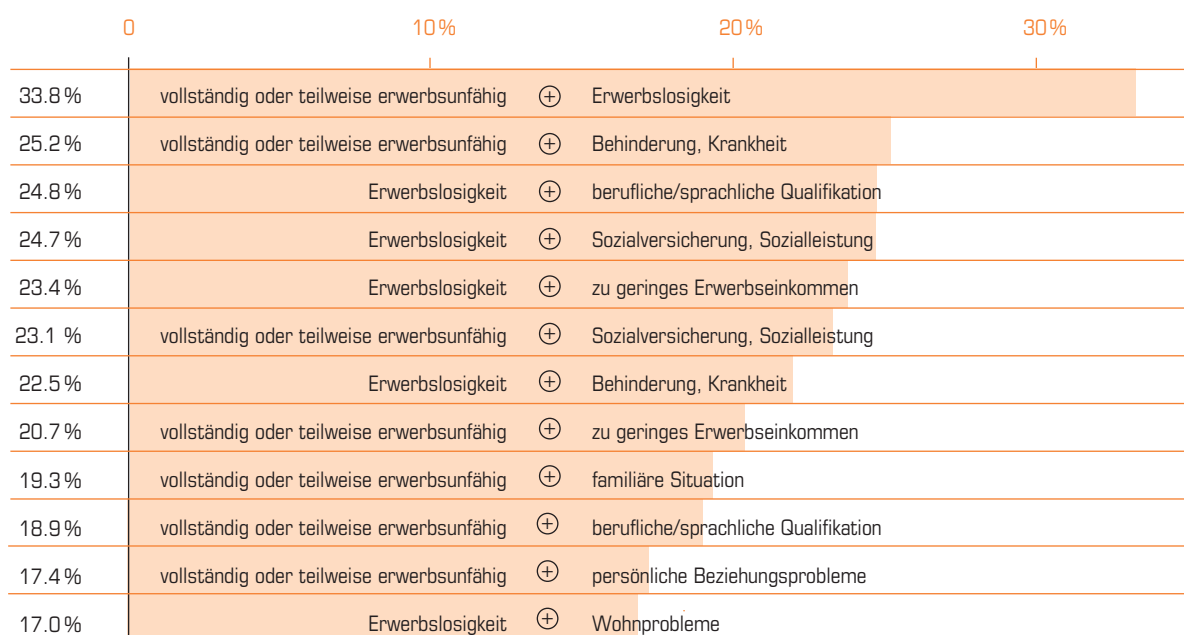 0 10% 20% 30%
33.8% vollständig oder teilweise erwerbsunfähig + Erwerbslosigkeit
25.2% vollständig oder teilweise erwerbsunfähig + Behinderung, Krankheit
24.8% Erwerbslosigkeit + berufliche/sprachliche Qualifikation
24.7% Erwerbslosigkeit + Sozialversicherung, Sozialleistung
23.4% Erwerbslosigkeit + zu geringes Erwerbseinkommen
23.1 % vollständig oder teilweise erwerbsunfähig + Sozialversicherung, Sozialleistung
22.5% Erwerbslosigkeit + Behinderung, Krankheit
20.7% vollständig oder teilweise erwerbsunfähig + zu geringes Erwerbseinkommen
19.3% vollständig oder teilweise erwerbsunfähig + familiäre Situation
18.9% vollständig oder teilweise erwerbsunfähig + berufliche/sprachliche Qualifikation
17.4% vollständig oder teilweise erwerbsunfähig + persönliche Beziehungsprobleme
17.0% Erwerbslosigkeit + Wohnprobleme